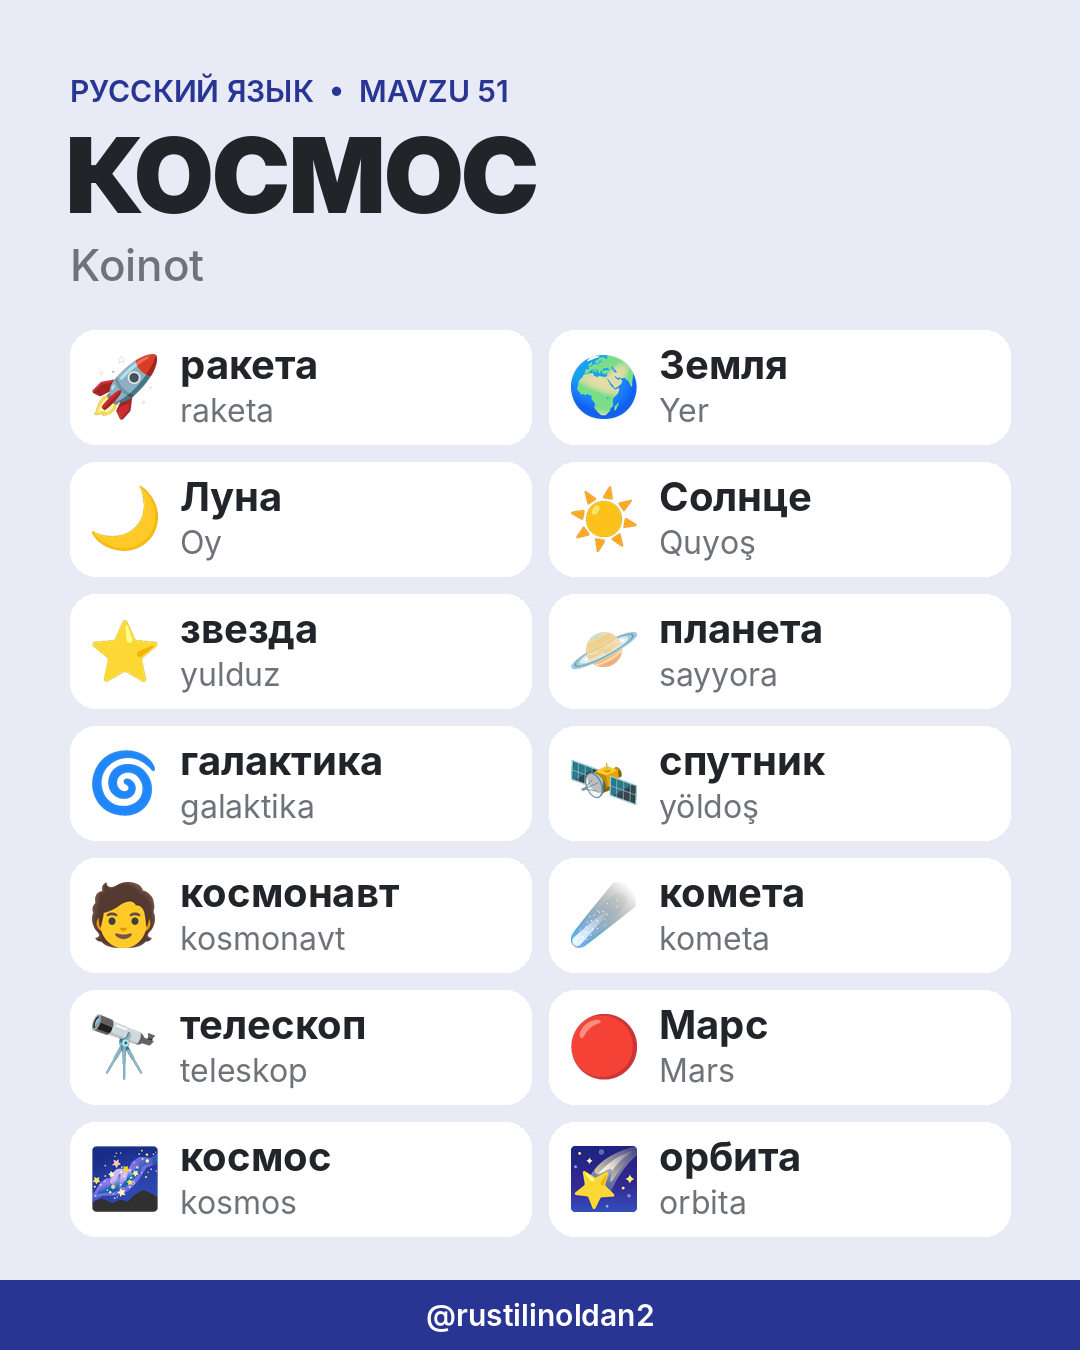 РУССКИЙ ЯЗЫК • MAVZU 51
КОСМОС
Koinot
ракета
raketa
Земля
Yer
Луна
Oy
Солнце
Quyoş
звезда
yulduz
планета
sayyora
галактика
galaktika
спутник
yöldoş
космонавт
kosmonavt
комета
kometa
телескоп
teleskop
Марс
Mars
космос
kosmos
орбита
orbita
@rustilinoldan2